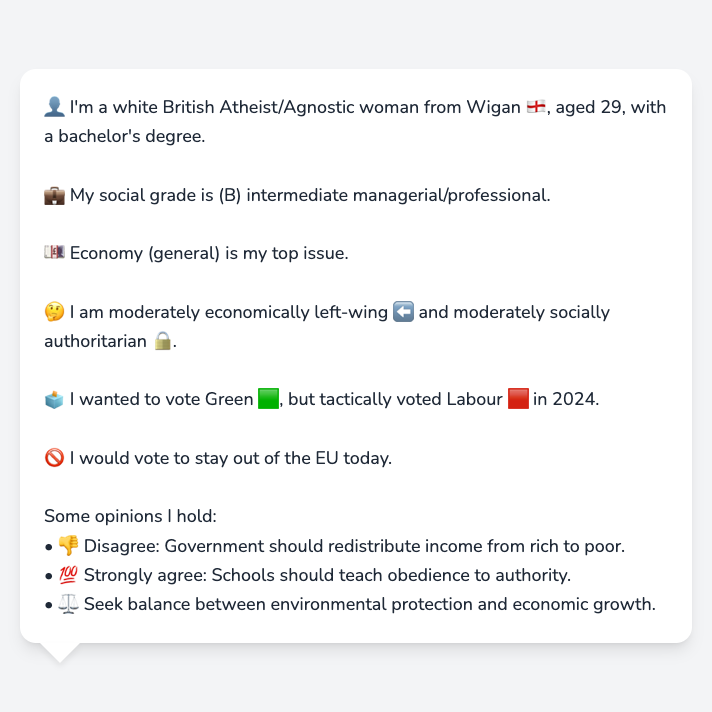 👤 I'm a white British Atheist/Agnostic woman from Wigan 🏴󠁧󠁢󠁥󠁮󠁧󠁿, aged 29, with
a bachelor's degree.
💼 My social grade is (B) intermediate managerial/professional.
💷 Economy (general) is my top issue.
🤔 I am moderately economically left-wing ⬅️ and moderately socially
authoritarian 🔒.
🗳️ I wanted to vote Green 🟩, but tactically voted Labour 🟥 in 2024.
🚫 I would vote to stay out of the EU today.
Some opinions I hold:
• 👎 Disagree: Government should redistribute income from rich to poor.
• 💯 Strongly agree: Schools should teach obedience to authority.
• ⚖️ Seek balance between environmental protection and economic growth.